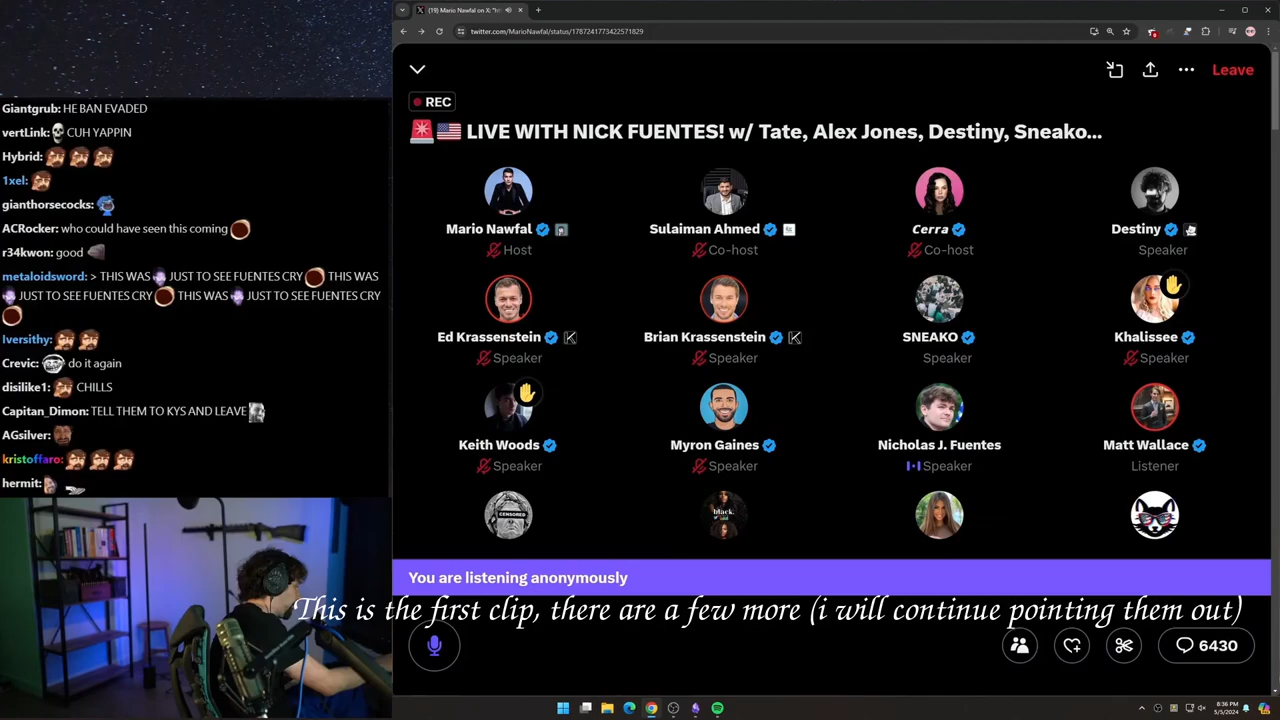 (19) Mario Nawfal on X: "ht
twitter.com/MarioNawfal/status/1787241773422571829
Giantgrub: HE BAN EVADED
vertLink: CUH YAPPIN
Hybrid:
1xel:
gianthorsecocks:
ACRocker: who could have seen this coming
r34kwon: good
metaloidsword: > THIS WAS JUST TO SEE FUENTES CRY THIS WAS
JUST TO SEE FUENTES CRY THIS WAS JUST TO SEE FUENTES CRY
lversithy:
Crevic: do it again
disilike1: CHILLS
Capitan_Dimon: TELL THEM TO KYS AND LEAVE
AGsilver:
kristoffaro:
hermit:
Leave
REC
LIVE WITH NICK FUENTES! w/ Tate, Alex Jones, Destiny, Sneako...
Mario Nawfal
Host
Sulaiman Ahmed
Co-host
Cerra
Co-host
Destiny
Speaker
Ed Krassenstein
Speaker
Brian Krassenstein
Speaker
SNEAKO
Speaker
Khalissee
Speaker
Keith Woods
Speaker
Myron Gaines
Speaker
Nicholas J. Fuentes
Speaker
Matt Wallace
Listener
CENSORED
black.
You are listening anonymously
This is the first clip, there are a few more (i will continue pointing them out)
6430
8:36 PM
5/5/2024